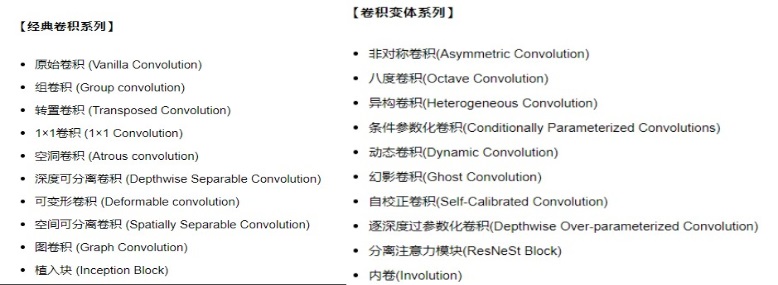 【经典卷积系列】
• 原始卷积 (Vanilla Convolution)
• 组卷积 (Group convolution)
• 转置卷积 (Transposed Convolution)
• 1×1卷积 (1×1 Convolution)
• 空洞卷积 (Atrous convolution)
• 深度可分离卷积 (Depthwise Separable Convolution)
• 可变形卷积 (Deformable convolution)
• 空间可分离卷积 (Spatially Separable Convolution)
• 图卷积 (Graph Convolution)
• 植入块 (Inception Block)
【卷积变体系列】
• 非对称卷积(Asymmetric Convolution)
• 八度卷积(Octave Convolution)
• 异构卷积(Heterogeneous Convolution)
• 条件参数化卷积(Conditionally Parameterized Convolutions)
• 动态卷积(Dynamic Convolution)
• 幻影卷积(Ghost Convolution)
• 自校正卷积(Self-Calibrated Convolution)
• 逐深度过参数化卷积(Depthwise Over-parameterized Convolution)
• 分离注意力模块(ResNeSt Block)
• 内卷(Involution)